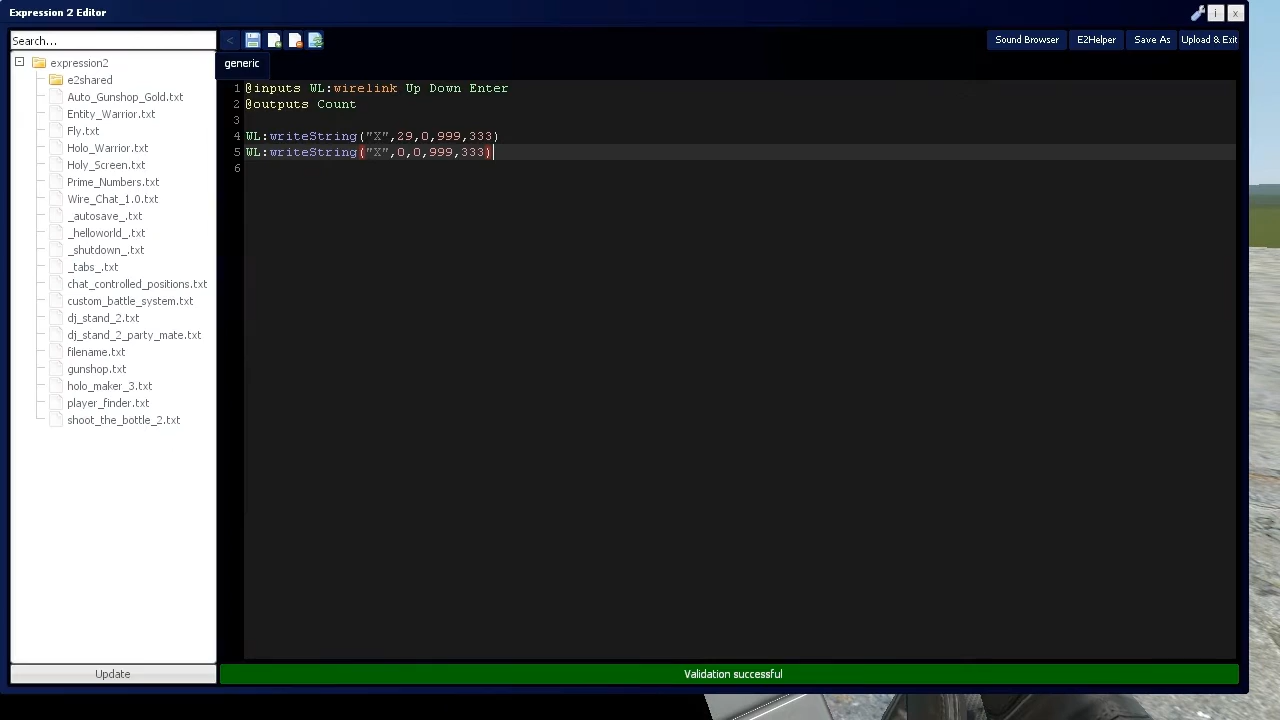 Expression 2 Editor
i
x
Search...
<
Sound Browser
E2Helper
Save As
Upload & Exit
generic
expression2
e2shared
Auto_Gunshop_Gold.txt
Entity_Warrior.txt
Fly.txt
Holo_Warrior.txt
Holy_Screen.txt
Prime_Numbers.txt
Wire_Chat_1.0.txt
_autosave_.txt
_helloworld_.txt
_shutdown_.txt
_tabs_.txt
chat_controlled_positions.txt
custom_battle_system.txt
dj_stand_2.txt
dj_stand_2_party_mate.txt
filename.txt
gunshop.txt
holo_maker_3.txt
player_finder.txt
shoot_the_bottle_2.txt
Update
1 @inputs WL:wirelink Up Down Enter
2 @outputs Count
3
4 WL:writeString("X",29,0,999,333)
5 WL:writeString("X",0,0,999,333)
6
Validation successful